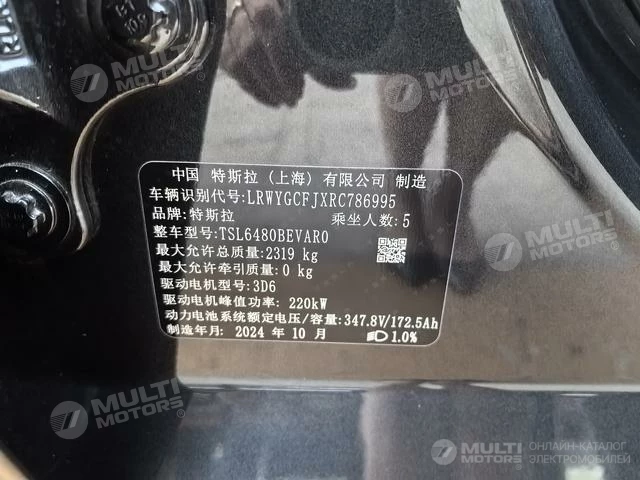 MULTI MOTORS
MULTI MOTORS
中国 特斯拉(上海)有限公司 制造
车辆识别代号:LRWYGCFJXRC786995
品牌:特斯拉 乘坐人数:5
整车型号:TSL6480BEVAR0
最大允许总质量:2319 kg
最大允许牵引质量:0 kg
驱动电机型号:3D6
驱动电机峰值功率: 220kW
动力电池系统额定电压/容量:347.8V/172.5Ah
制造年月: 2024 年 10 月 1.0%
MULTI MOTORS
MULTI MOTORS
ОНЛАЙН-КАТАЛОГ
ЭЛЕКТРОМОБИЛЕЙ